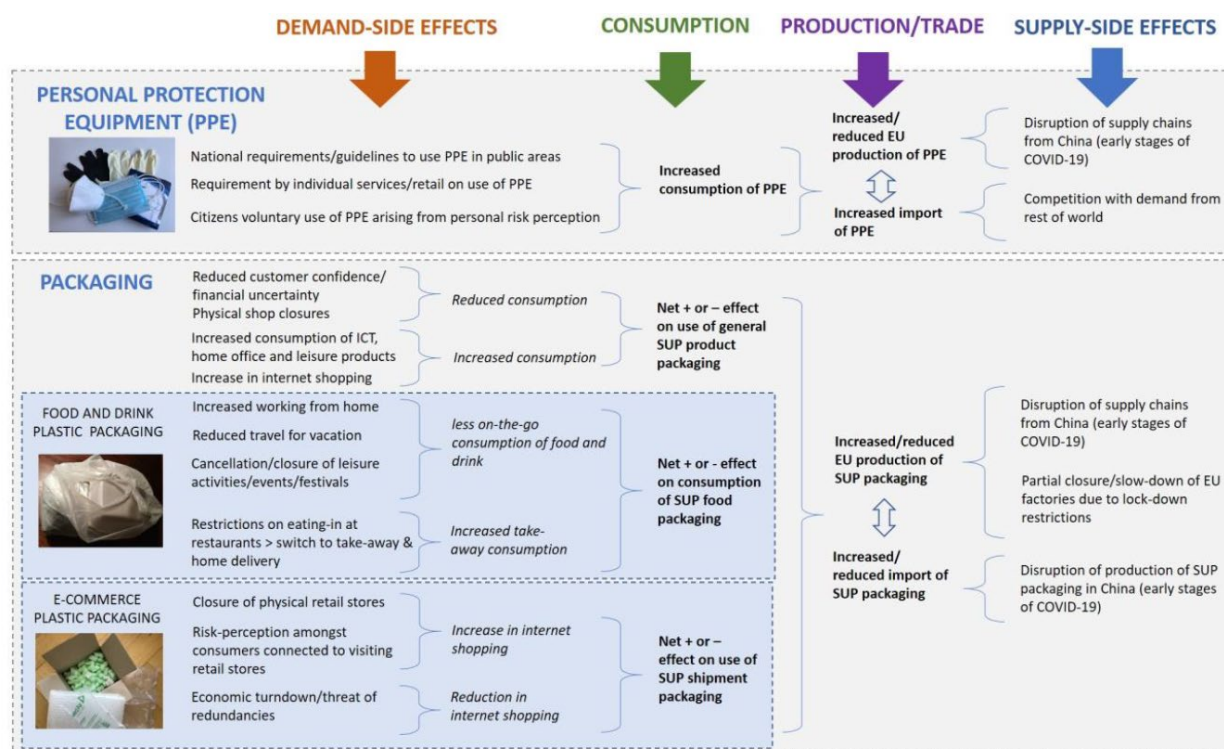 DEMAND-SIDE EFFECTS
CONSUMPTION
PRODUCTION/TRADE
SUPPLY-SIDE EFFECTS
PERSONAL PROTECTION
EQUIPMENT (PPE)
National requirements/guidelines to use PPE in public areas
Requirement by individual services/retail on use of PPE
Citizens voluntary use of PPE arising from personal risk perception
Increased
consumption of PPE
Increased/
reduced EU
production of PPE
Increased import
of PPE
Disruption of supply chains
from China (early stages of
COVID-19)
Competition with demand from
rest of world
PACKAGING
Reduced customer confidence/
financial uncertainty
Physical shop closures
Reduced consumption
Increased consumption of ICT,
home office and leisure products
Increase in internet shopping
Increased consumption
Net + or – effect
on use of general
SUP product
packaging
FOOD AND DRINK
PLASTIC PACKAGING
Increased working from home
Reduced travel for vacation
Cancellation/closure of leisure
activities/events/festivals
less on-the-go
consumption of food and
drink
Restrictions on eating-in at
restaurants > switch to take-away &
home delivery
Increased take-
away consumption
Net + or - effect
on consumption
of SUP food
packaging
E-COMMERCE
PLASTIC PACKAGING
Closure of physical retail stores
Risk-perception amongst
consumers connected to visiting
retail stores
Increase in internet
shopping
Economic turndown/threat of
redundancies
Reduction in
internet shopping
Net + or –
effect on use of
SUP shipment
packaging
Increased/reduced
EU production of
SUP packaging
Increased/
reduced import of
SUP packaging
Disruption of supply chains
from China (early stages of
COVID-19)
Partial closure/slow-down of EU
factories due to lock-down
restrictions
Disruption of production of SUP
packaging in China (early stages
of COVID-19)